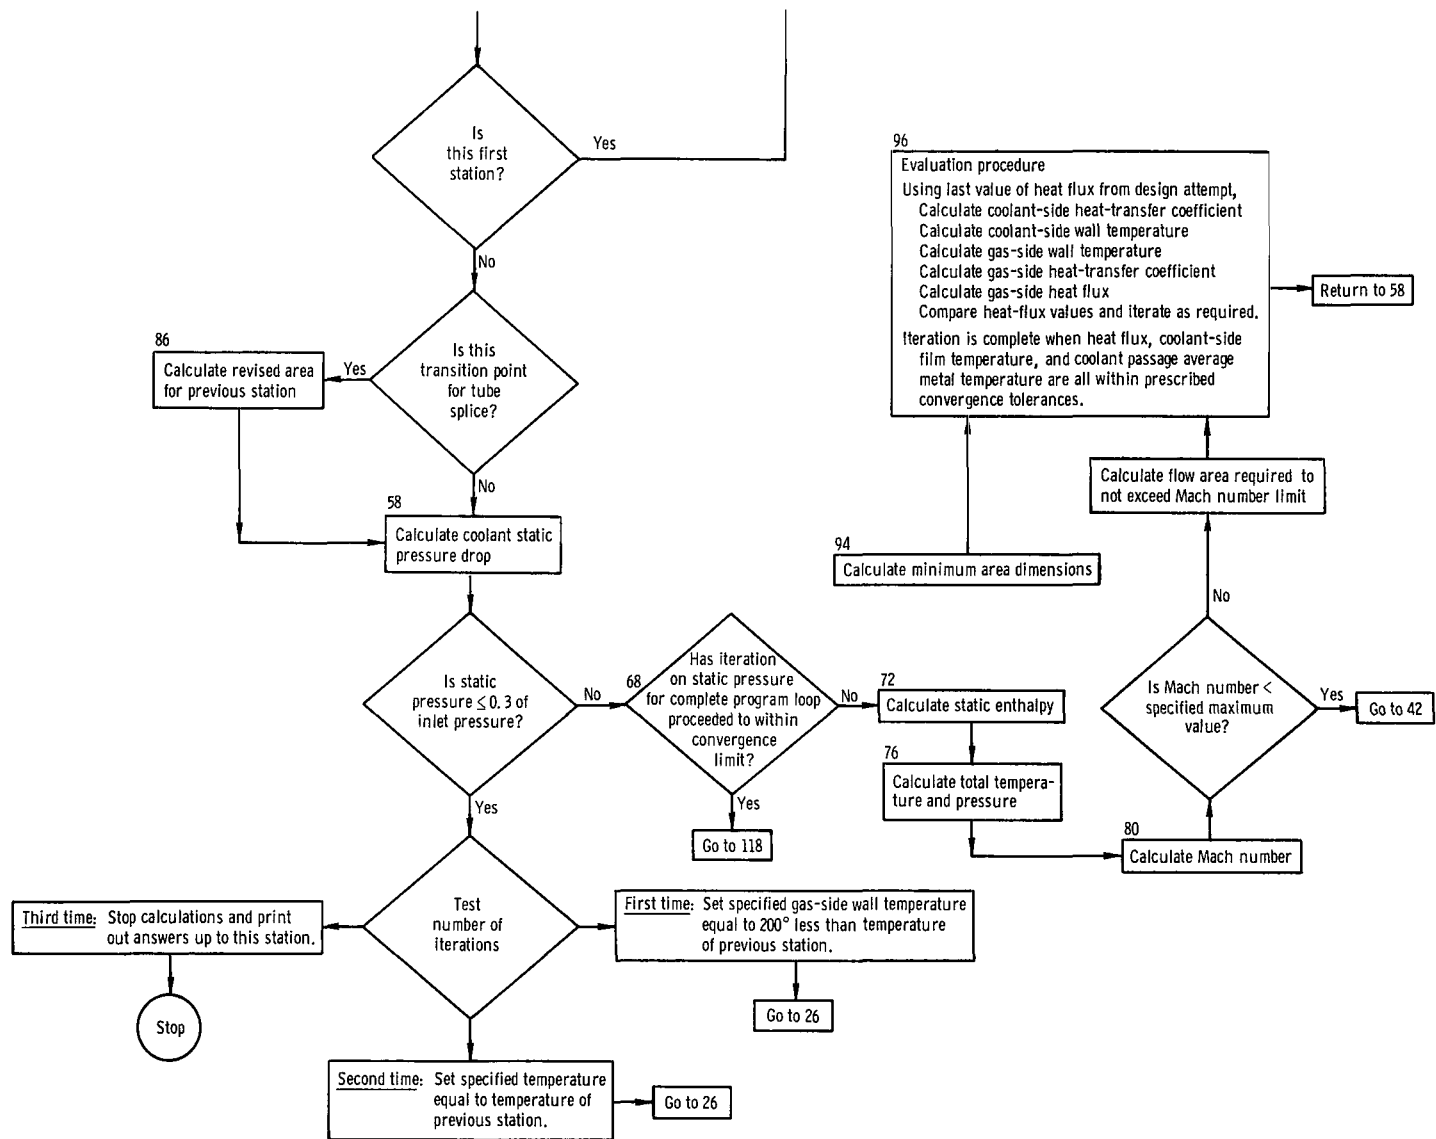 Is
this first
station?
Yes
No
Is this
transition point
for tube
splice?
Yes
86
Calculate revised area
for previous station
No
58
Calculate coolant static
pressure drop
Is static
pressure ≤ 0.3 of
inlet pressure?
No
68
Has iteration
on static pressure
for complete program loop
proceeded to within
convergence
limit?
No
Yes
Go to 118
72
Calculate static enthalpy
76
Calculate total tempera-
ture and pressure
80
Calculate Mach number
Is Mach number <
specified maximum
value?
Yes
Go to 42
No
Calculate flow area required to
not exceed Mach number limit
94
Calculate minimum area dimensions
96
Evaluation procedure
Using last value of heat flux from design attempt,
Calculate coolant-side heat-transfer coefficient
Calculate coolant-side wall temperature
Calculate gas-side wall temperature
Calculate gas-side heat-transfer coefficient
Calculate gas-side heat flux
Compare heat-flux values and iterate as required.
Iteration is complete when heat flux, coolant-side
film temperature, and coolant passage average
metal temperature are all within prescribed
convergence tolerances.
Return to 58
Yes
Test
number of
iterations
Third time: Stop calculations and print
out answers up to this station.
Stop
First time: Set specified gas-side wall temperature
equal to 200° less than temperature
of previous station.
Go to 26
Second time: Set specified temperature
equal to temperature of
previous station.
Go to 26